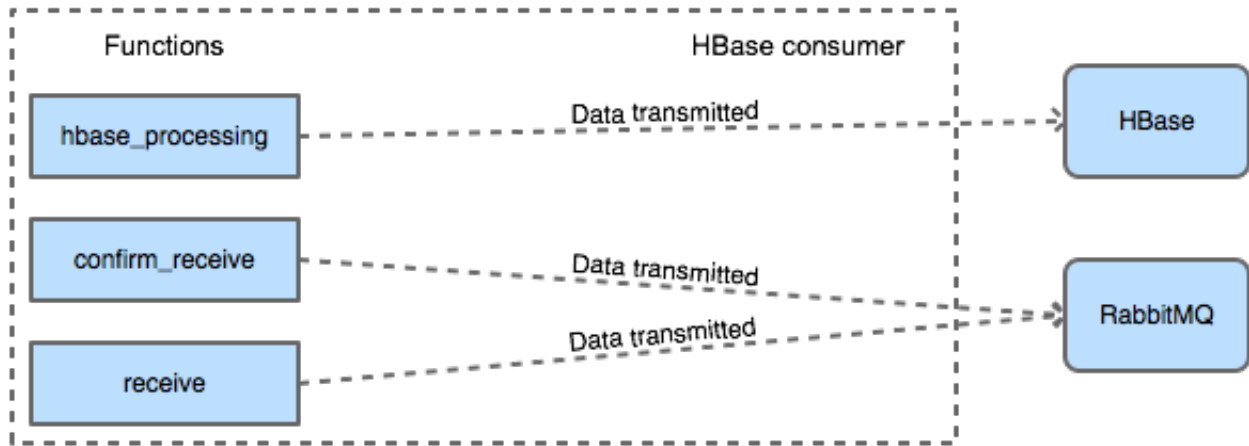 Functions
HBase consumer
hbase_processing
Data transmitted
HBase
confirm_receive
Data transmitted
RabbitMQ
receive
Data transmitted